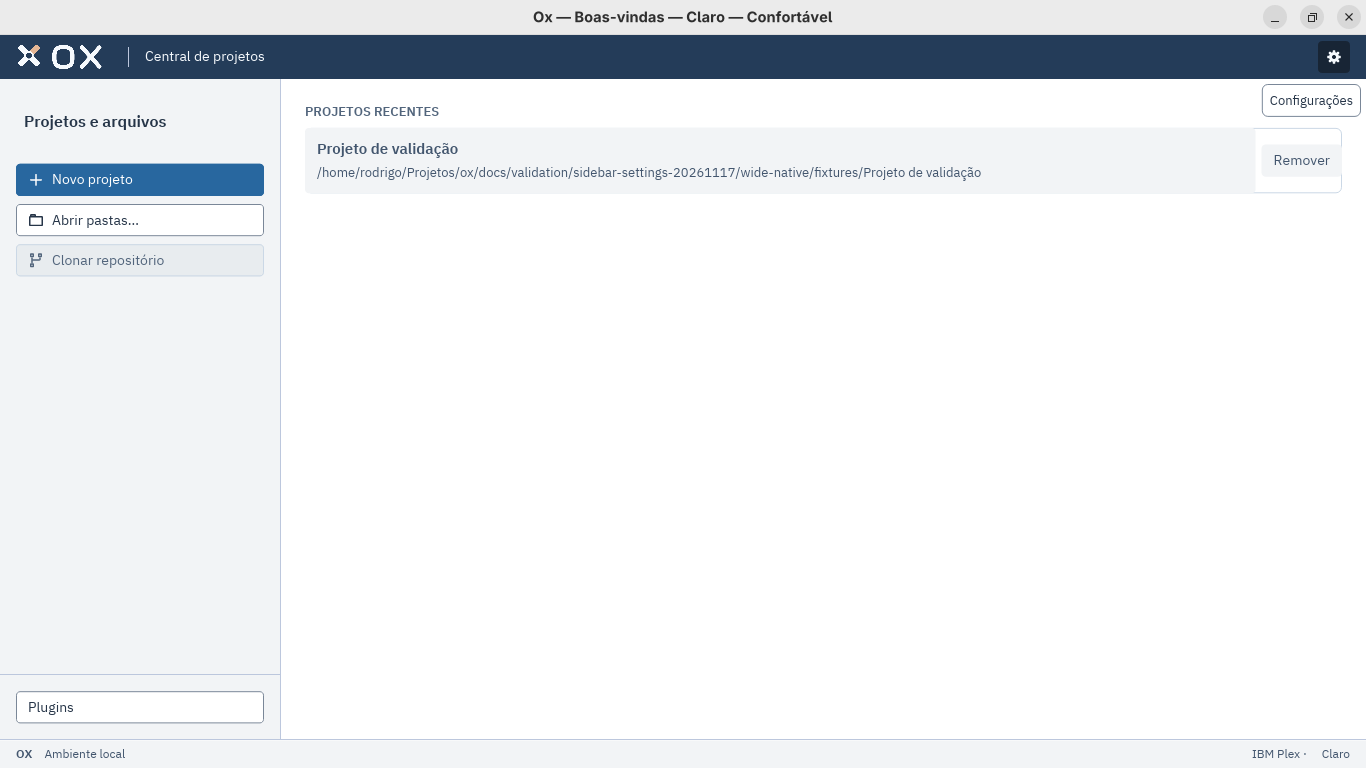 Ox — Boas-vindas — Claro — Confortável
OX
Central de projetos
Configurações
Projetos e arquivos
Novo projeto
Abrir pastas...
Clonar repositório
Plugins
PROJETOS RECENTES
Projeto de validação
/home/rodrigo/Projetos/ox/docs/validation/sidebar-settings-20261117/wide-native/fixtures/Projeto de validação
Remover
OX Ambiente local
IBM Plex · Claro